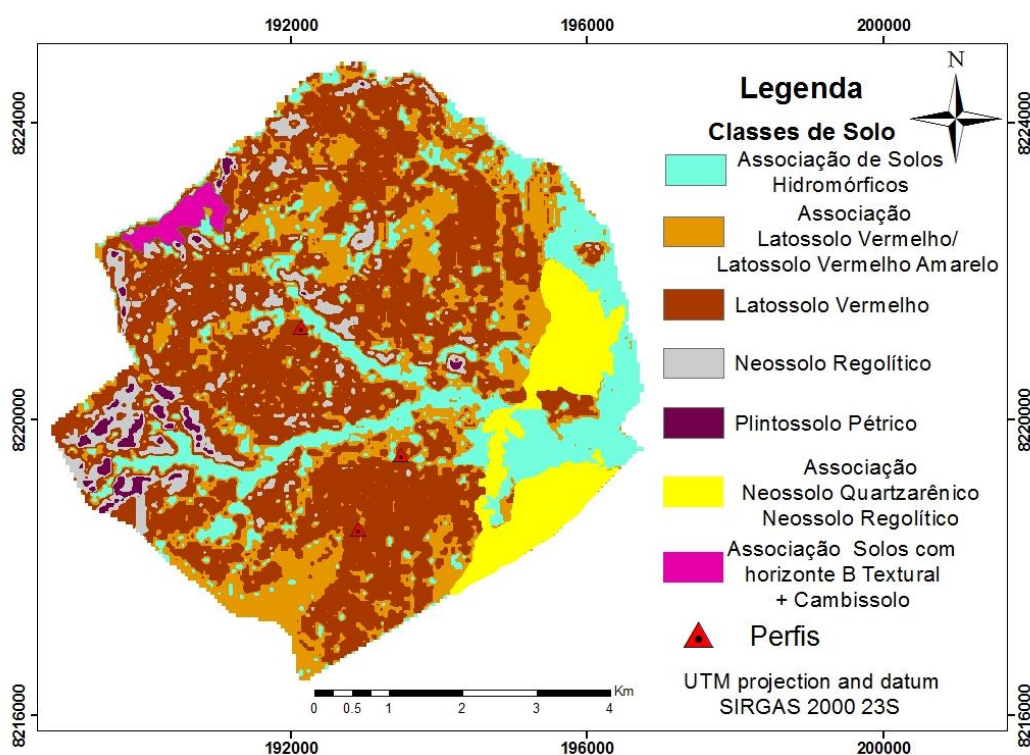 192000 196000 200000
N
8224000 8224000
8220000 8220000
8216000 8216000
Legenda
Classes de Solo
Associação de Solos
Hidromórficos
Associação
Latossolo Vermelho/
Latossolo Vermelho Amarelo
Latossolo Vermelho
Neossolo Regolítico
Plintossolo Pétrico
Associação
Neossolo Quartzarênico
Neossolo Regolítico
Associação Solos com
horizonte B Textural
+ Cambissolo
Perfis
UTM projection and datum
SIRGAS 2000 23S
Km
0 0.5 1 2 3 4
192000 196000 200000